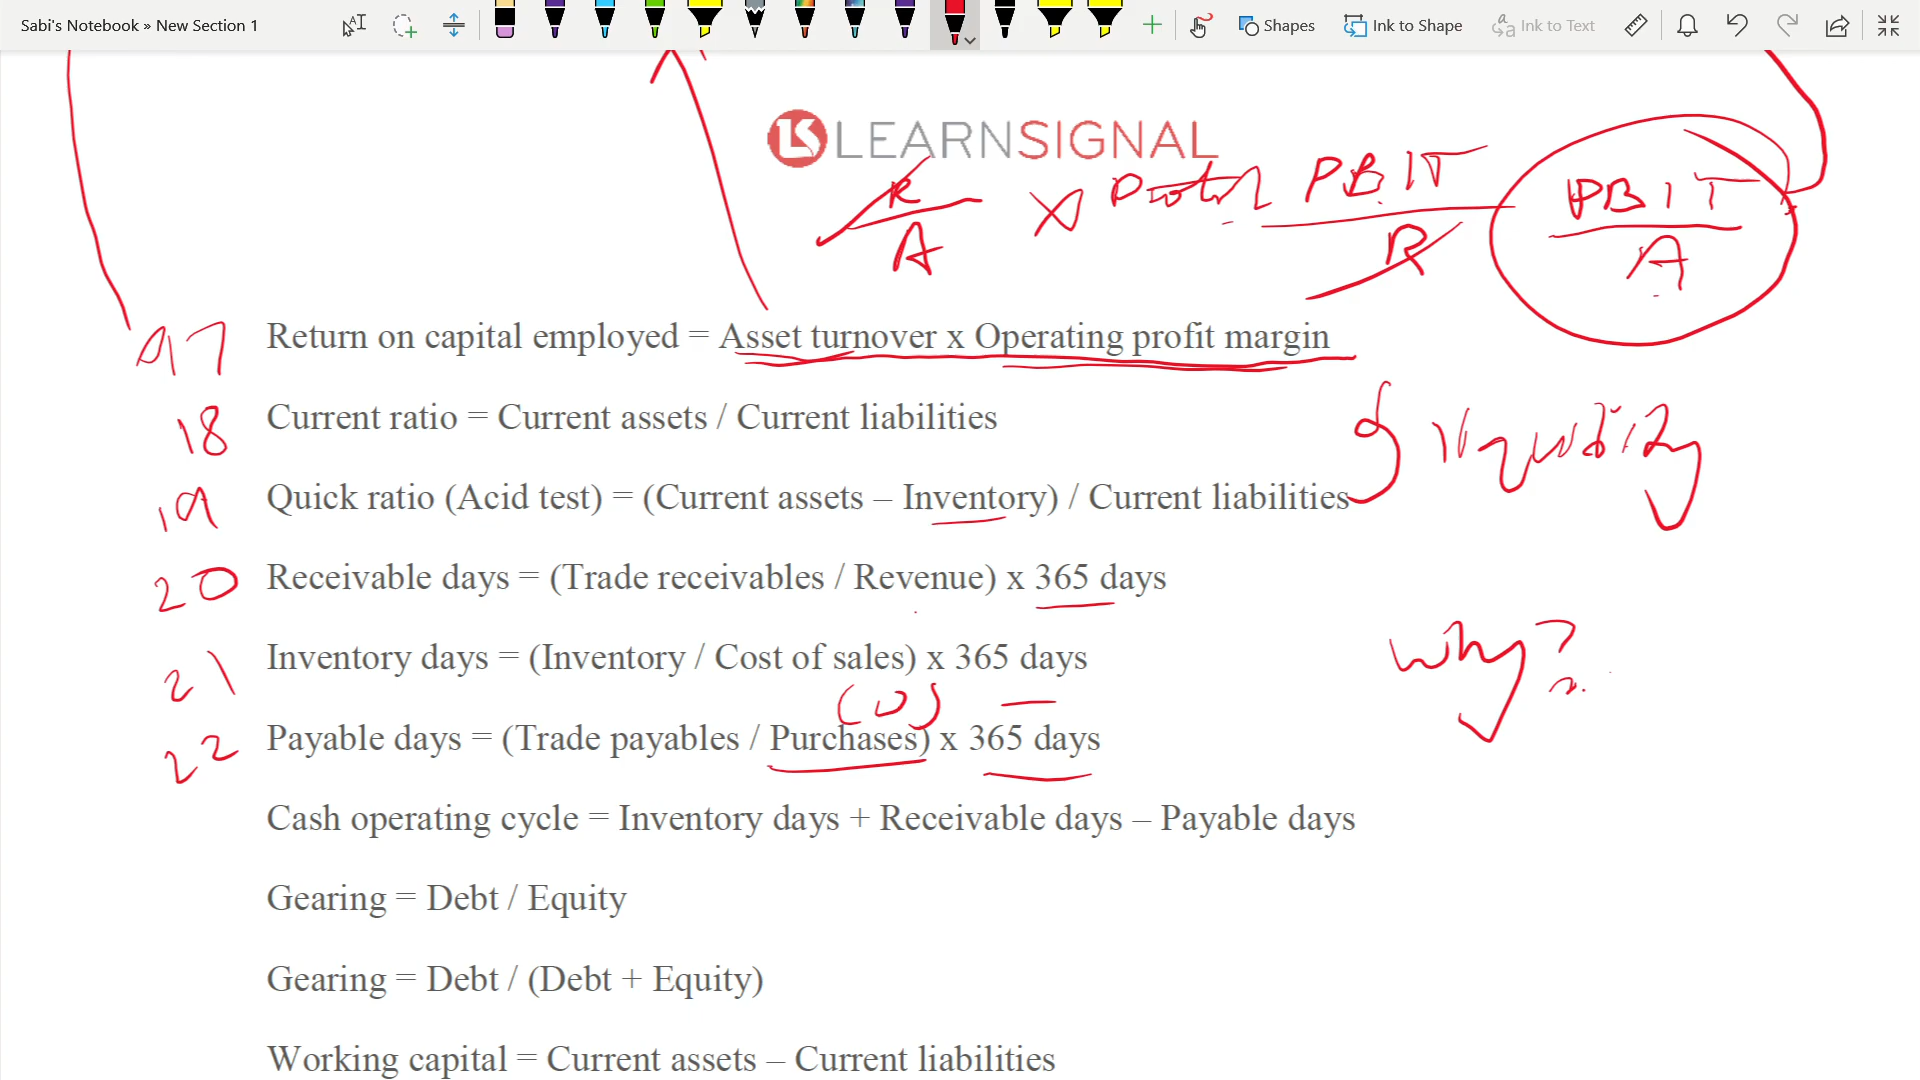 Sabi's Notebook » New Section 1
Shapes
Ink to Shape
Ink to Text
LEARNSIGNAL
R / A × PBIT / R
PBIT / A
Return on capital employed = Asset turnover x Operating profit margin
18 Current ratio = Current assets / Current liabilities
liquidity
19 Quick ratio (Acid test) = (Current assets – Inventory) / Current liabilities
20 Receivable days = (Trade receivables / Revenue) x 365 days
why?
21 Inventory days = (Inventory / Cost of sales) x 365 days
22 Payable days = (Trade payables / Purchases) x 365 days
Cash operating cycle = Inventory days + Receivable days – Payable days
Gearing = Debt / Equity
Gearing = Debt / (Debt + Equity)
Working capital = Current assets – Current liabilities